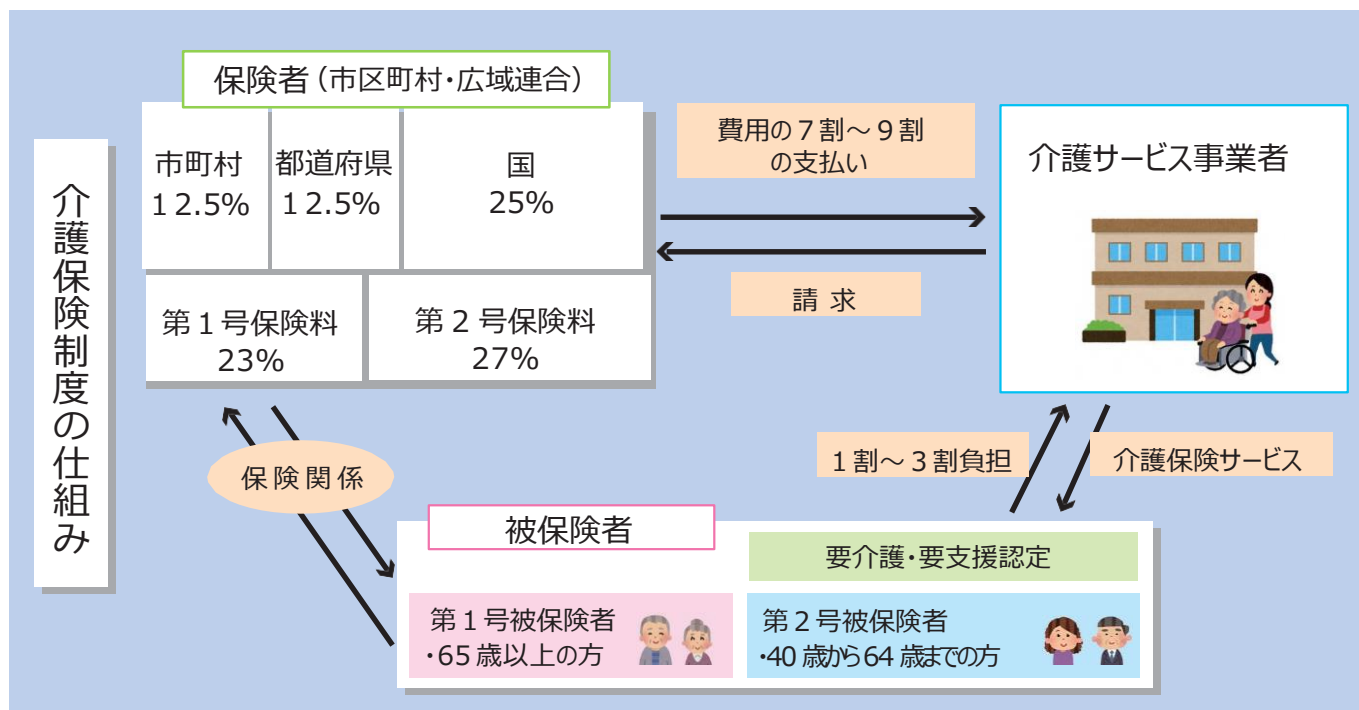 介護保険制度の仕組み
保険者（市区町村・広域連合）
市町村
１２.5%
都道府県
１２.5%
国
25%
第１号保険料
23%
第２号保険料
27%
費用の７割～９割
の支払い
請 求
介護サービス事業者
保険関係
１割～３割負担
介護保険サービス
被保険者
要介護・要支援認定
第１号被保険者
・65歳以上の方
第２号被保険者
・40歳から64歳までの方